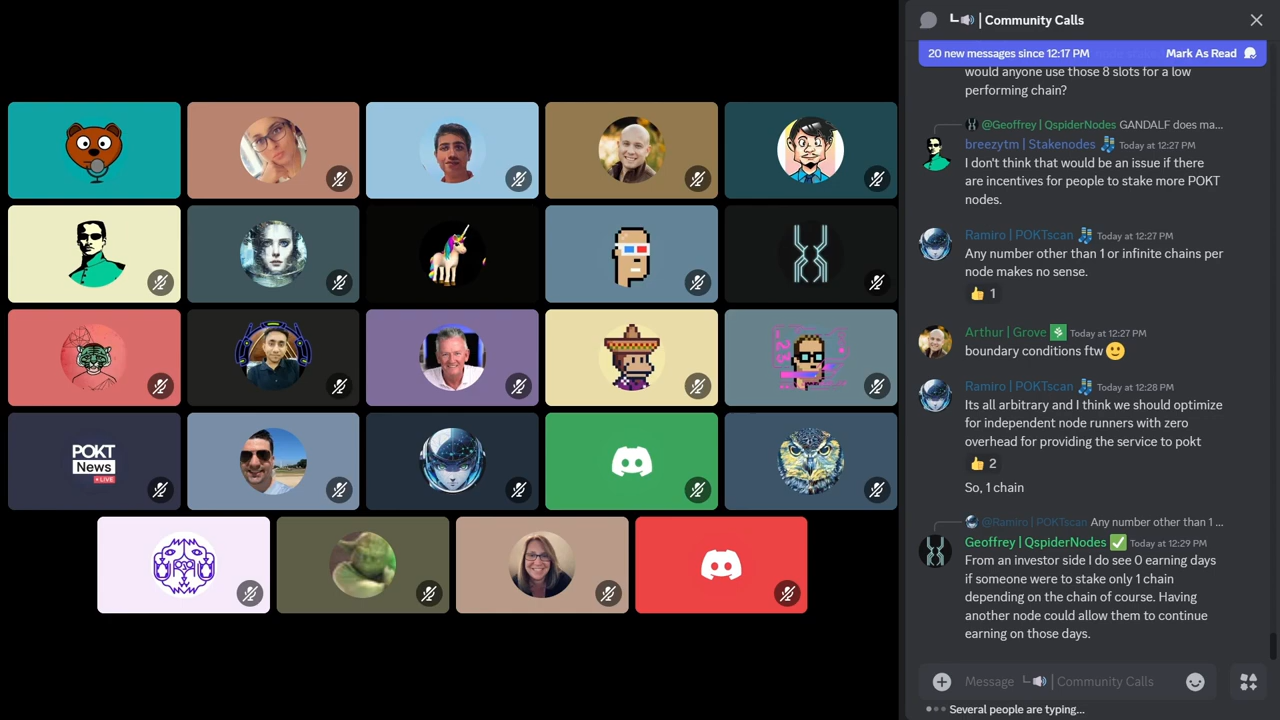 Community Calls
20 new messages since 12:17 PM
Mark As Read
would anyone use those 8 slots for a low
performing chain?
@Geoffrey | QspiderNodes GANDALF does ma...
breezytm | Stakenodes Today at 12:27 PM
I don't think that would be an issue if there
are incentives for people to stake more POKT
nodes.
Ramiro | POKTscan Today at 12:27 PM
Any number other than 1 or infinite chains per
node makes no sense.
1
Arthur | Grove Today at 12:27 PM
boundary conditions ftw
Ramiro | POKTscan Today at 12:28 PM
Its all arbitrary and I think we should optimize
for independent node runners with zero
overhead for providing the service to pokt
2
So, 1 chain
@Ramiro | POKTscan Any number other than 1 ...
Geoffrey | QspiderNodes Today at 12:29 PM
From an investor side I do see 0 earning days
if someone were to stake only 1 chain
depending on the chain of course. Having
another node could allow them to continue
earning on those days.
Message Community Calls
Several people are typing...
POKT
News
LIVE